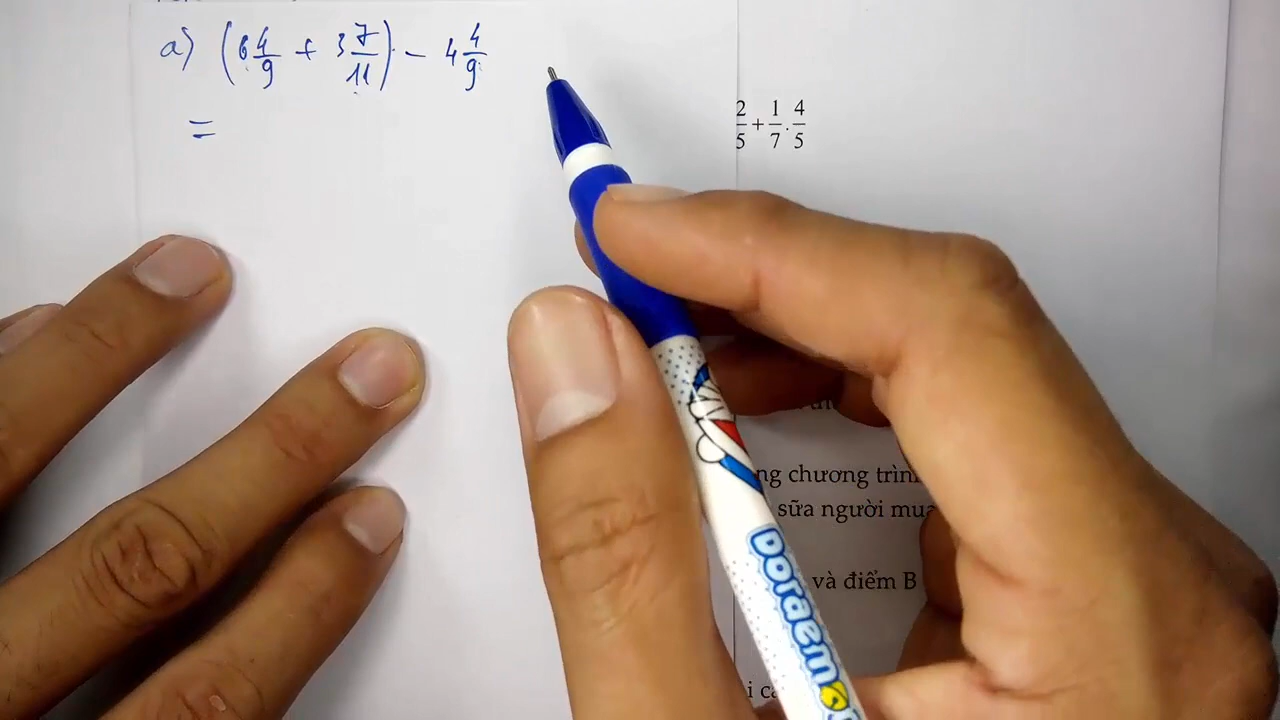 a) (6 4/9 + 3 7/11) - 4 4/9
=
2/5 + 1/7 . 4/5
ng chương trìn
sữa người mua
và điểm B
Doraemo